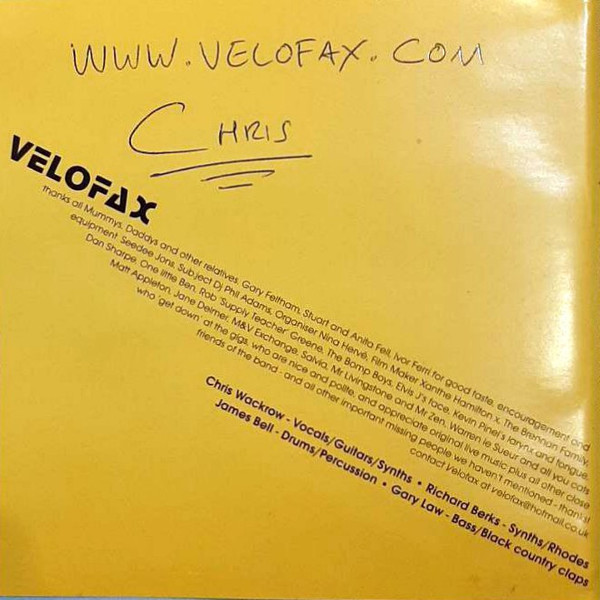 WWW.VELOFAX.COM
CHRIS
VELOFAX
thanks all Mummys, Daddys and other relatives, Gary Feltham, Stuart and Anita Fell, Ivor Ferri for good taste, encouragement and
equipment. Seedee Jons, Subject Dj Phil Adams, Organiser Nina Hervé, Film Maker Xanthe Hamilton x, The Brennan Family,
Dan Sharpe, One little Ben, Rob 'Supply Teacher' Greene, The Bomp Boys, Elvis J's face, Kevin Pinel's larynx and tongue,
Matt Appleton, Jane Deimer, M&V Exchange, Salvia, Mr Livingstone and Mr Zen, Warren le Sueur and all you cats
who 'get down' at the gigs, who are nice and polite, and appreciate original live music plus all other close
friends of the band - and all other important missing people we haven't mentioned - thanks!
contact Velofax at velofax@hotmail.co.uk
Chris Wackrow - Vocals/Guitars/Synths • Richard Berks - Synths/Rhodes
James Bell - Drums/Percussion • Gary Law - Bass/Black country claps